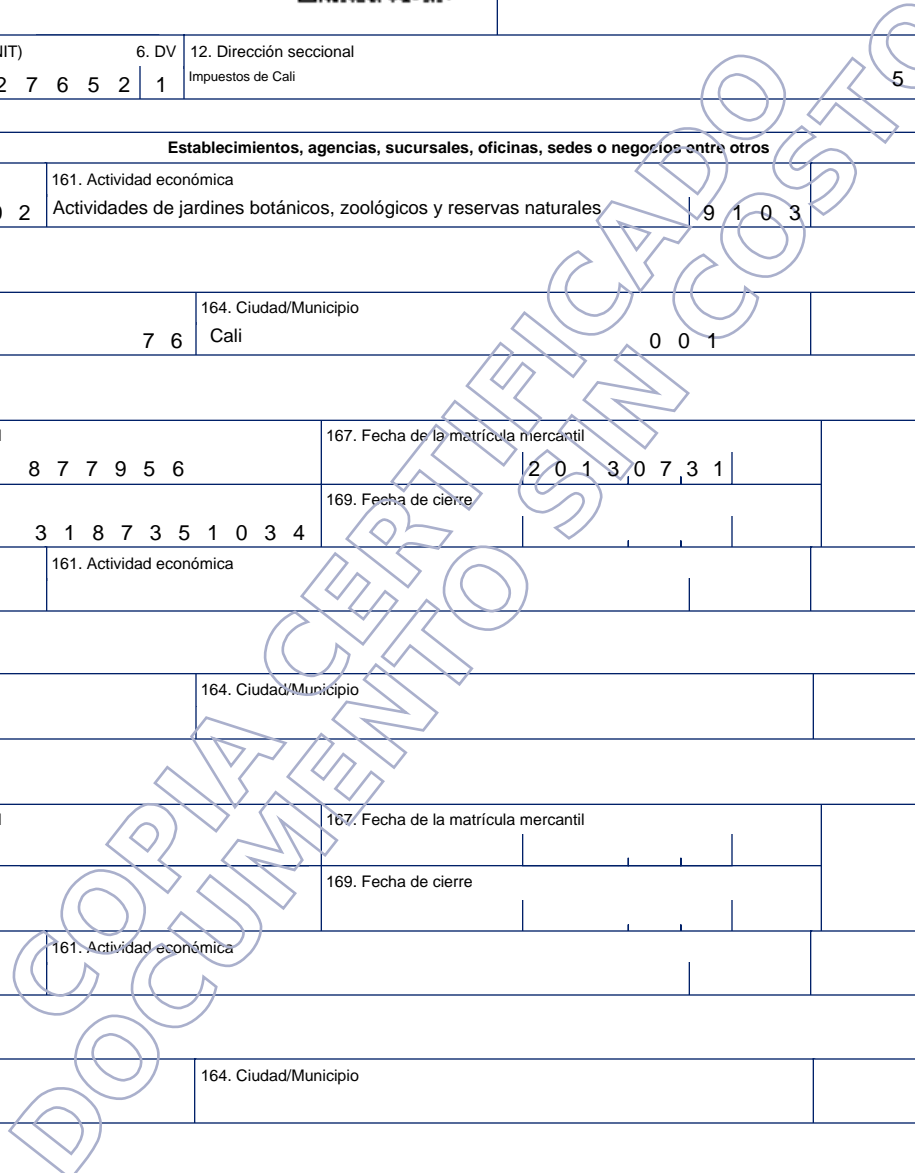 NIT) 6. DV 12. Dirección seccional
2 7 6 5 2 1 Impuestos de Cali 5
Establecimientos, agencias, sucursales, oficinas, sedes o negocios entre otros
161. Actividad económica
0 2 Actividades de jardines botánicos, zoológicos y reservas naturales 9 1 0 3
164. Ciudad/Municipio
7 6 Cali 0 0 1
167. Fecha de la matrícula mercantil
8 7 7 9 5 6 2 0 1 3 0 7 3 1
169. Fecha de cierre
3 1 8 7 3 5 1 0 3 4
161. Actividad económica
164. Ciudad/Municipio
167. Fecha de la matrícula mercantil
169. Fecha de cierre
161. Actividad económica
164. Ciudad/Municipio
COPIA CERTIFICADO
DOCUMENTO SIN COSTO